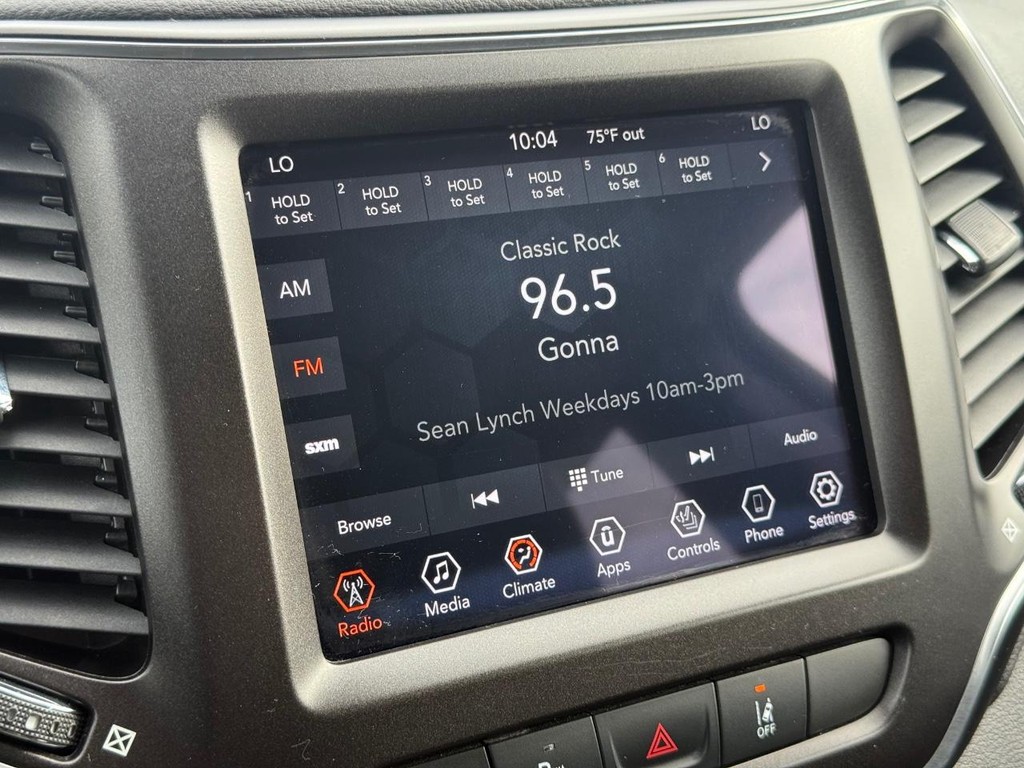 LO 10:04 75°F out LO
1 HOLD to Set
2 HOLD to Set
3 HOLD to Set
4 HOLD to Set
5 HOLD to Set
6 HOLD to Set
Classic Rock
AM
96.5
Gonna
FM
Sean Lynch Weekdays 10am-3pm
sxm
Browse Tune Audio
Radio Media Climate Apps Controls Phone Settings
OFF